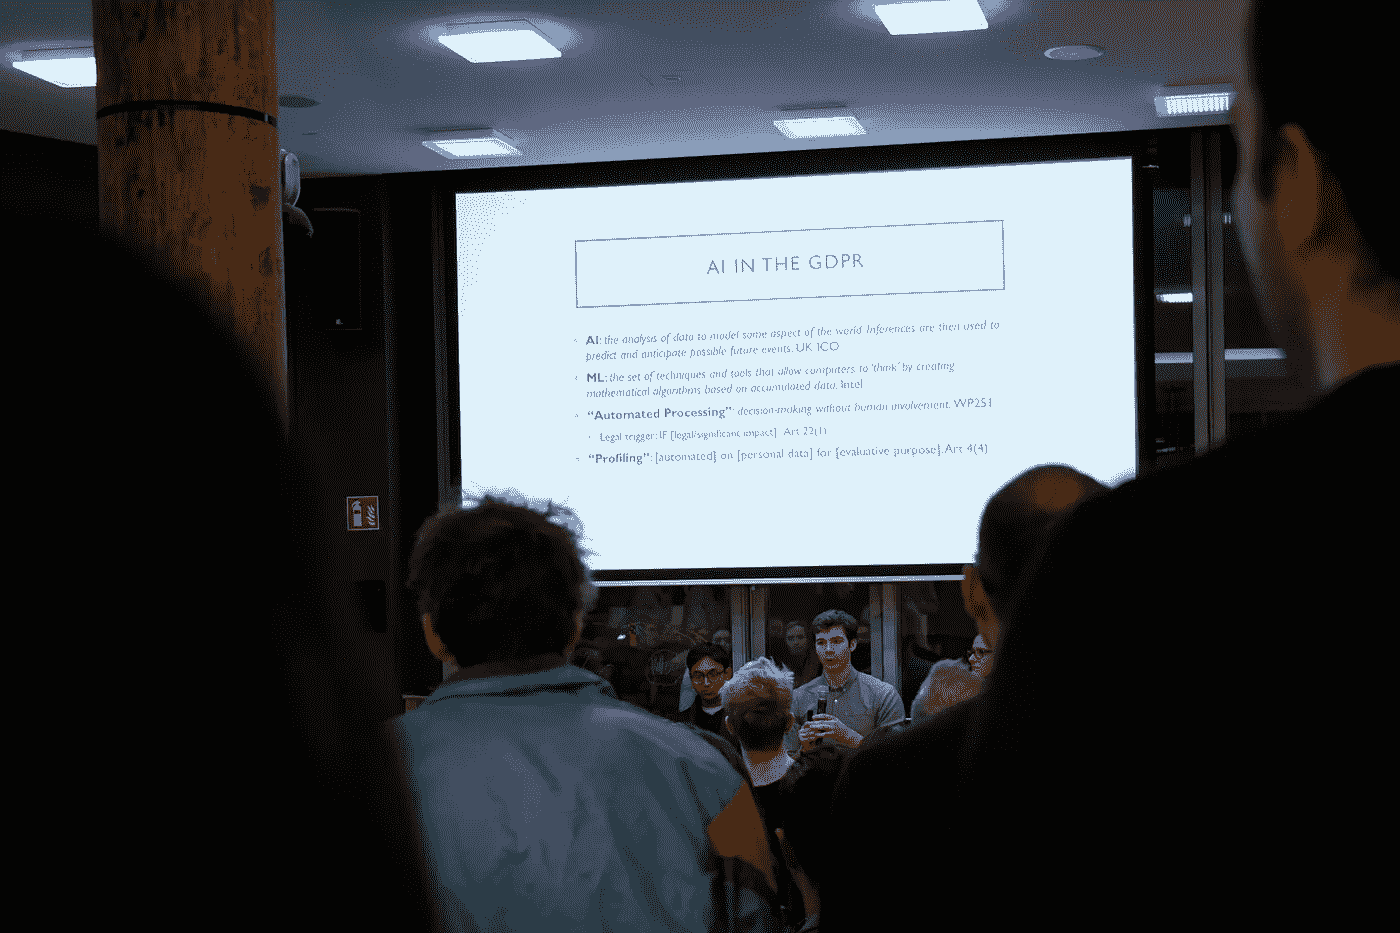 AI IN THE GDPR
AI: the analysis of data to model some aspect of the world Inferences are then used to
predict and anticipate possible future events. UK ICO
ML: the set of techniques and tools that allow computers to 'think' by creating
mathematical algorithms based on accumulated data. Intel
"Automated Processing": decision-making without human involvement. WP251
Legal trigger: IF [legal/significant impact] Art 22(1)
"Profiling": [automated] on [personal data] for [evaluative purpose]. Art 4(4)